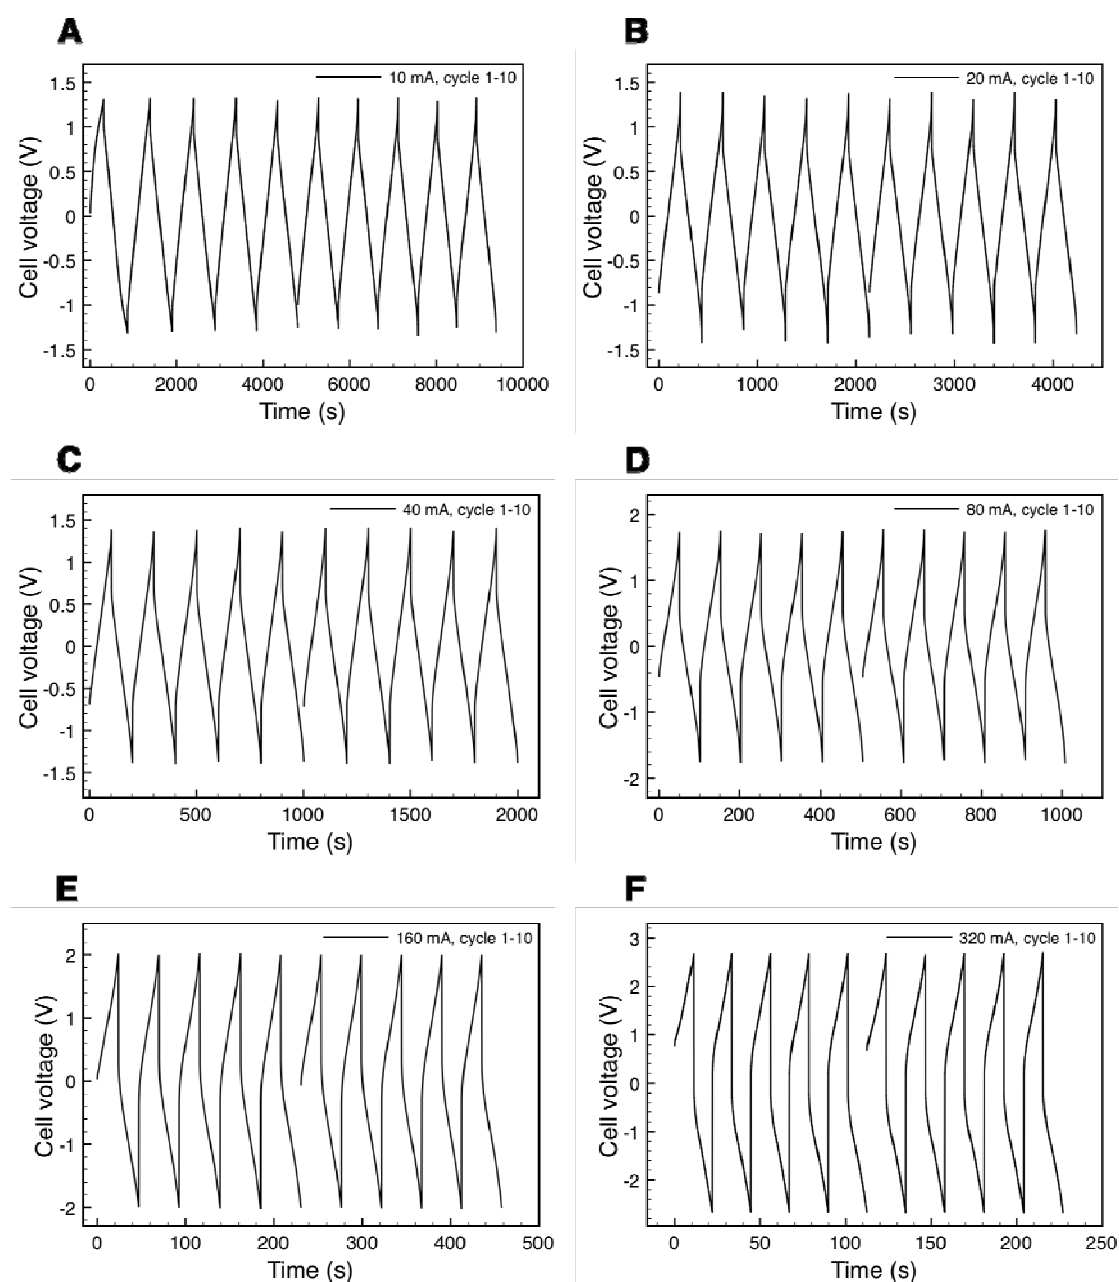 A
10 mA, cycle 1-10
1.5
1
0.5
0
-0.5
-1
-1.5
Cell voltage (V)
0 2000 4000 6000 8000 10000
Time (s)
B
20 mA, cycle 1-10
1.5
1
0.5
0
-0.5
-1
-1.5
Cell voltage (V)
0 1000 2000 3000 4000
Time (s)
C
40 mA, cycle 1-10
1.5
1
0.5
0
-0.5
-1
-1.5
Cell voltage (V)
0 500 1000 1500 2000
Time (s)
D
80 mA, cycle 1-10
2
1
0
-1
-2
Cell voltage (V)
0 200 400 600 800 1000
Time (s)
E
160 mA, cycle 1-10
2
1
0
-1
-2
Cell voltage (V)
0 100 200 300 400 500
Time (s)
F
320 mA, cycle 1-10
3
2
1
0
-1
-2
Cell voltage (V)
0 50 100 150 200 250
Time (s)